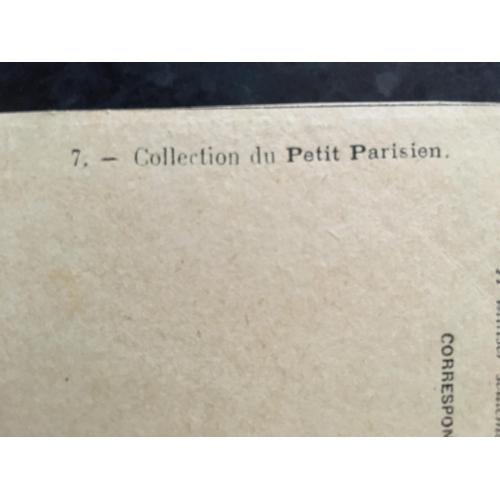 7. — Collection du Petit Parisien.
CORRESPON